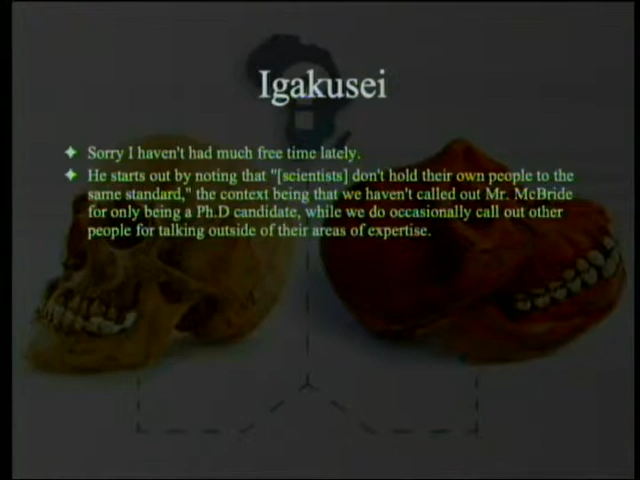 Igakusei
Sorry I haven't had much free time lately.
He starts out by noting that "[scientists] don't hold their own people to the
same standard," the context being that we haven't called out Mr. McBride
for only being a Ph.D candidate, while we do occasionally call out other
people for talking outside of their areas of expertise.